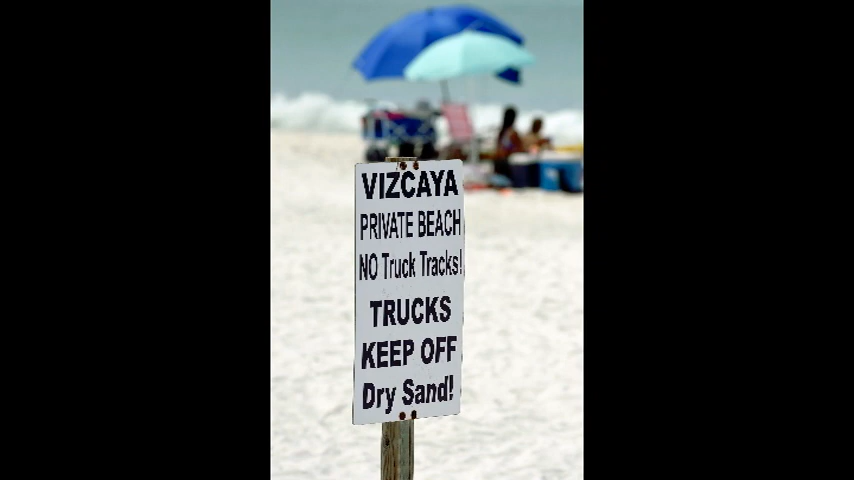 VIZCAYA
PRIVATE BEACH
NO Truck Tracks!
TRUCKS
KEEP OFF
Dry Sand!